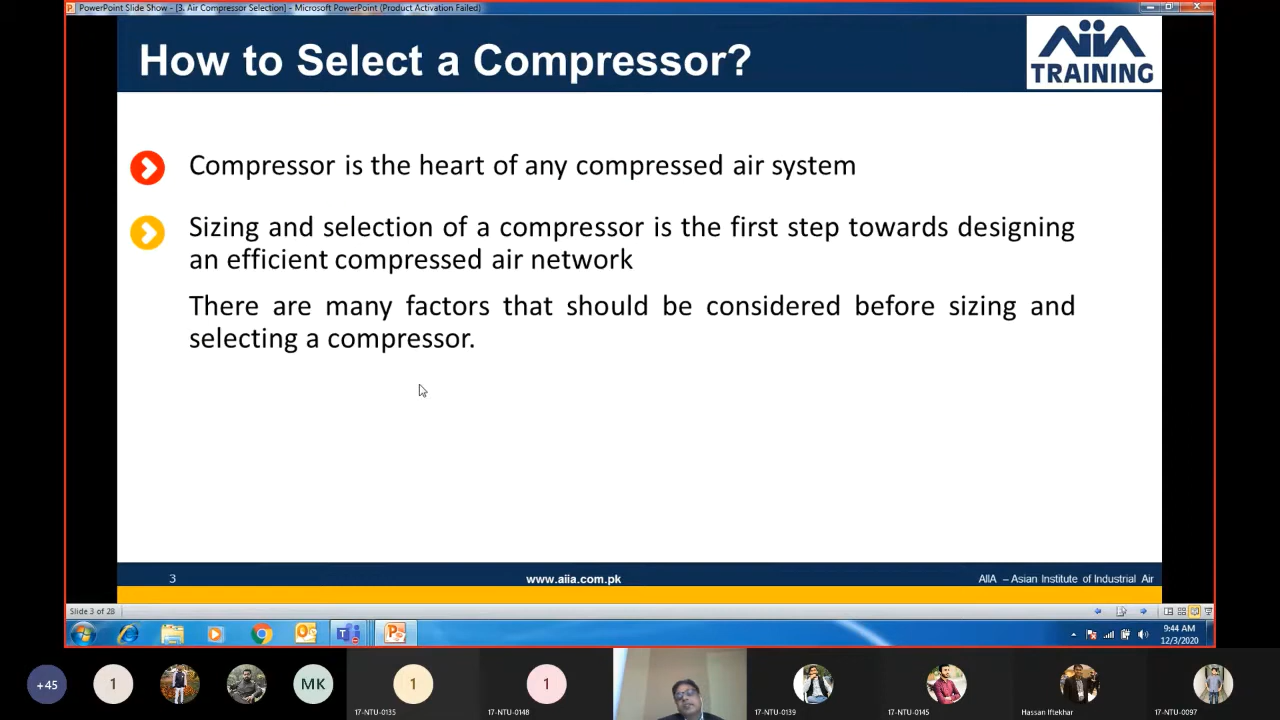 PowerPoint Slide Show - [3. Air Compressor Selection] - Microsoft PowerPoint (Product Activation Failed)
How to Select a Compressor?
AIIA
TRAINING
Compressor is the heart of any compressed air system
Sizing and selection of a compressor is the first step towards designing
an efficient compressed air network
There are many factors that should be considered before sizing and
selecting a compressor.
3
www.aiia.com.pk
AIIA – Asian Institute of Industrial Air
Slide 3 of 28
9:44 AM
12/3/2020
+45
1
MK
1
1
17-NTU-0135
17-NTU-0148
17-NTU-0139
17-NTU-0145
Hassan Iftekhar
17-NTU-0097